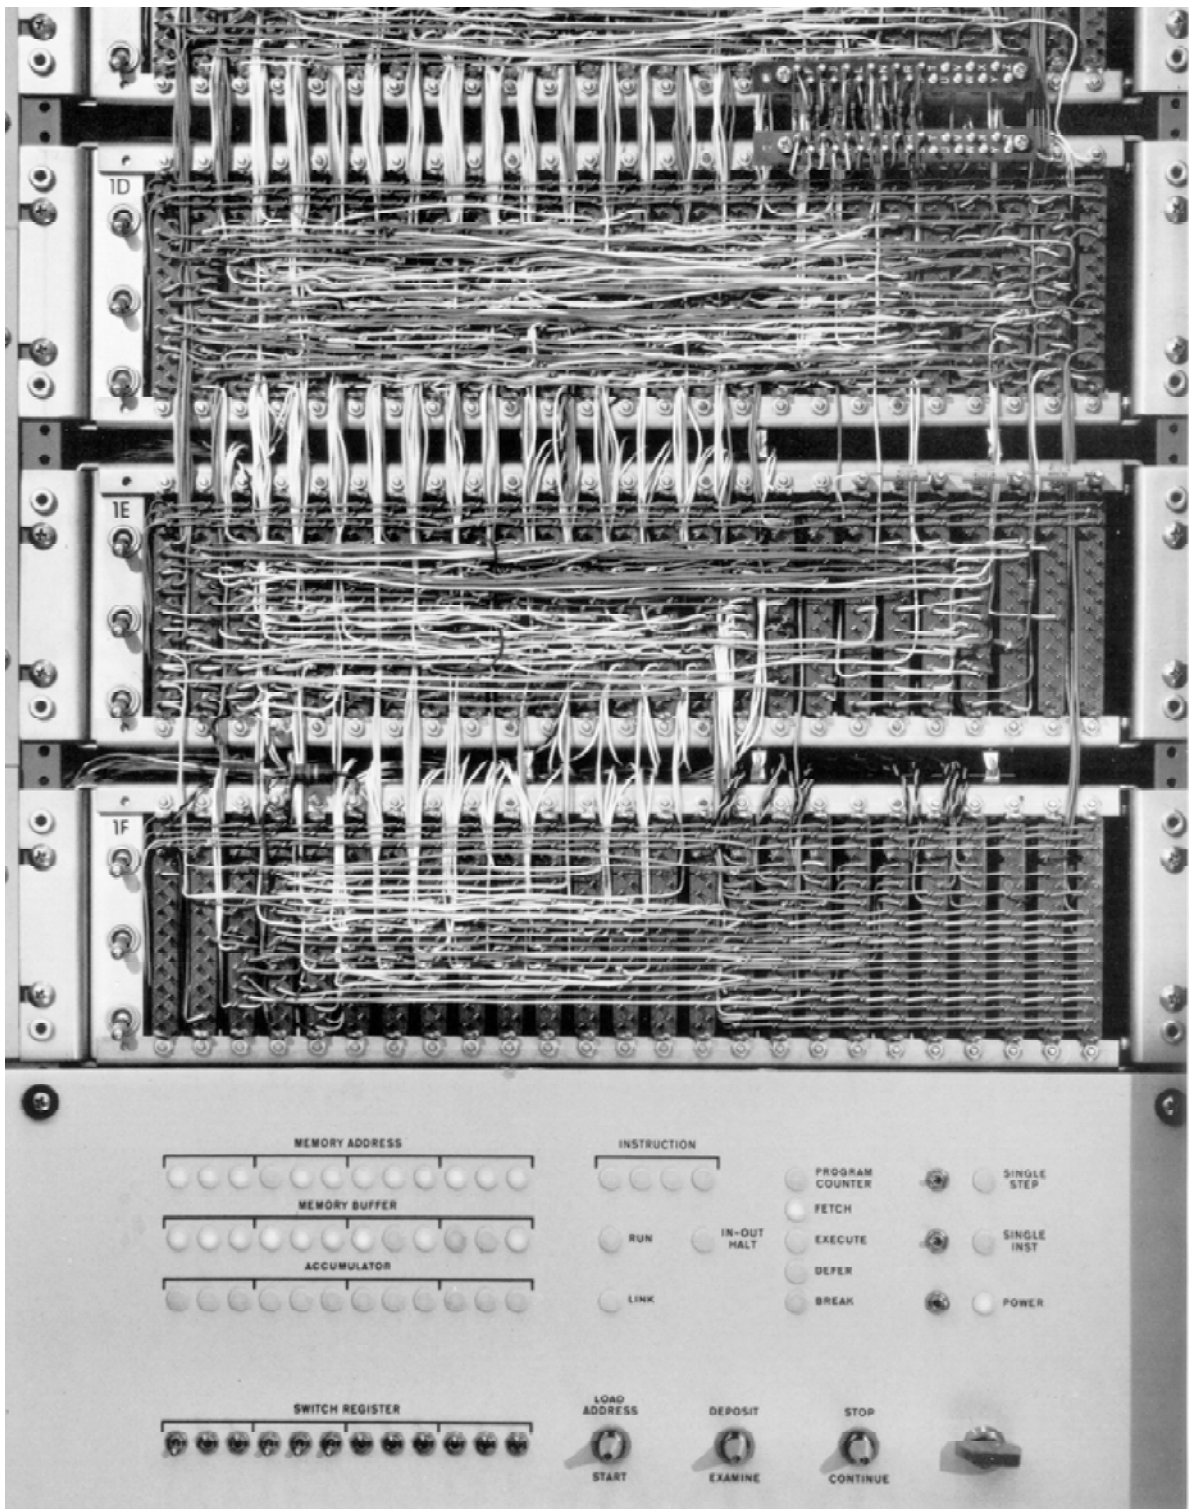 1D
1E
1F
MEMORY ADDRESS
INSTRUCTION
PROGRAM
COUNTER
SINGLE
STEP
MEMORY BUFFER
FETCH
RUN
IN-OUT
HALT
EXECUTE
SINGLE
INST
ACCUMULATOR
DEFER
LINK
BREAK
POWER
SWITCH REGISTER
LOAD
ADDRESS
DEPOSIT
STOP
START
EXAMINE
CONTINUE